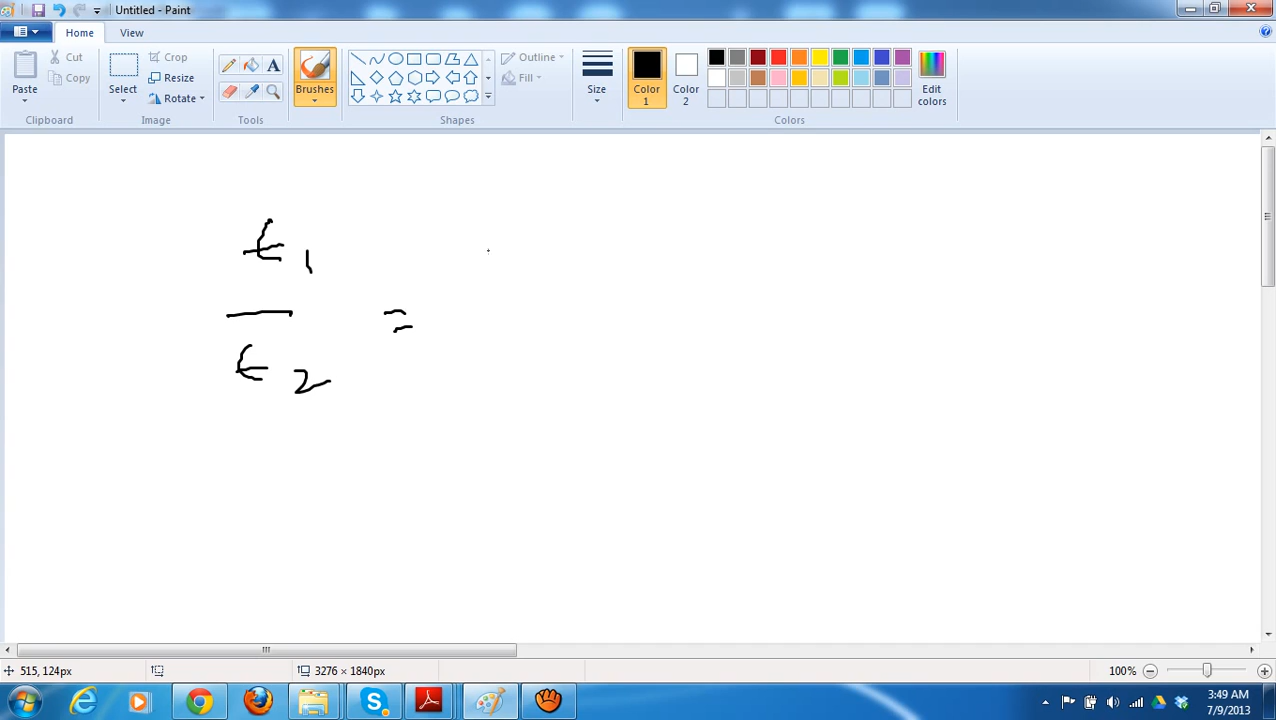 Untitled - Paint
Home View
Cut Crop Outline
Copy Resize Fill
Paste Select Rotate Brushes Size Color 1 Color 2 Edit colors
Clipboard Image Tools Shapes Colors
t 1
=
t 2
515, 124px 3276 × 1840px 100%
3:49 AM
7/9/2013